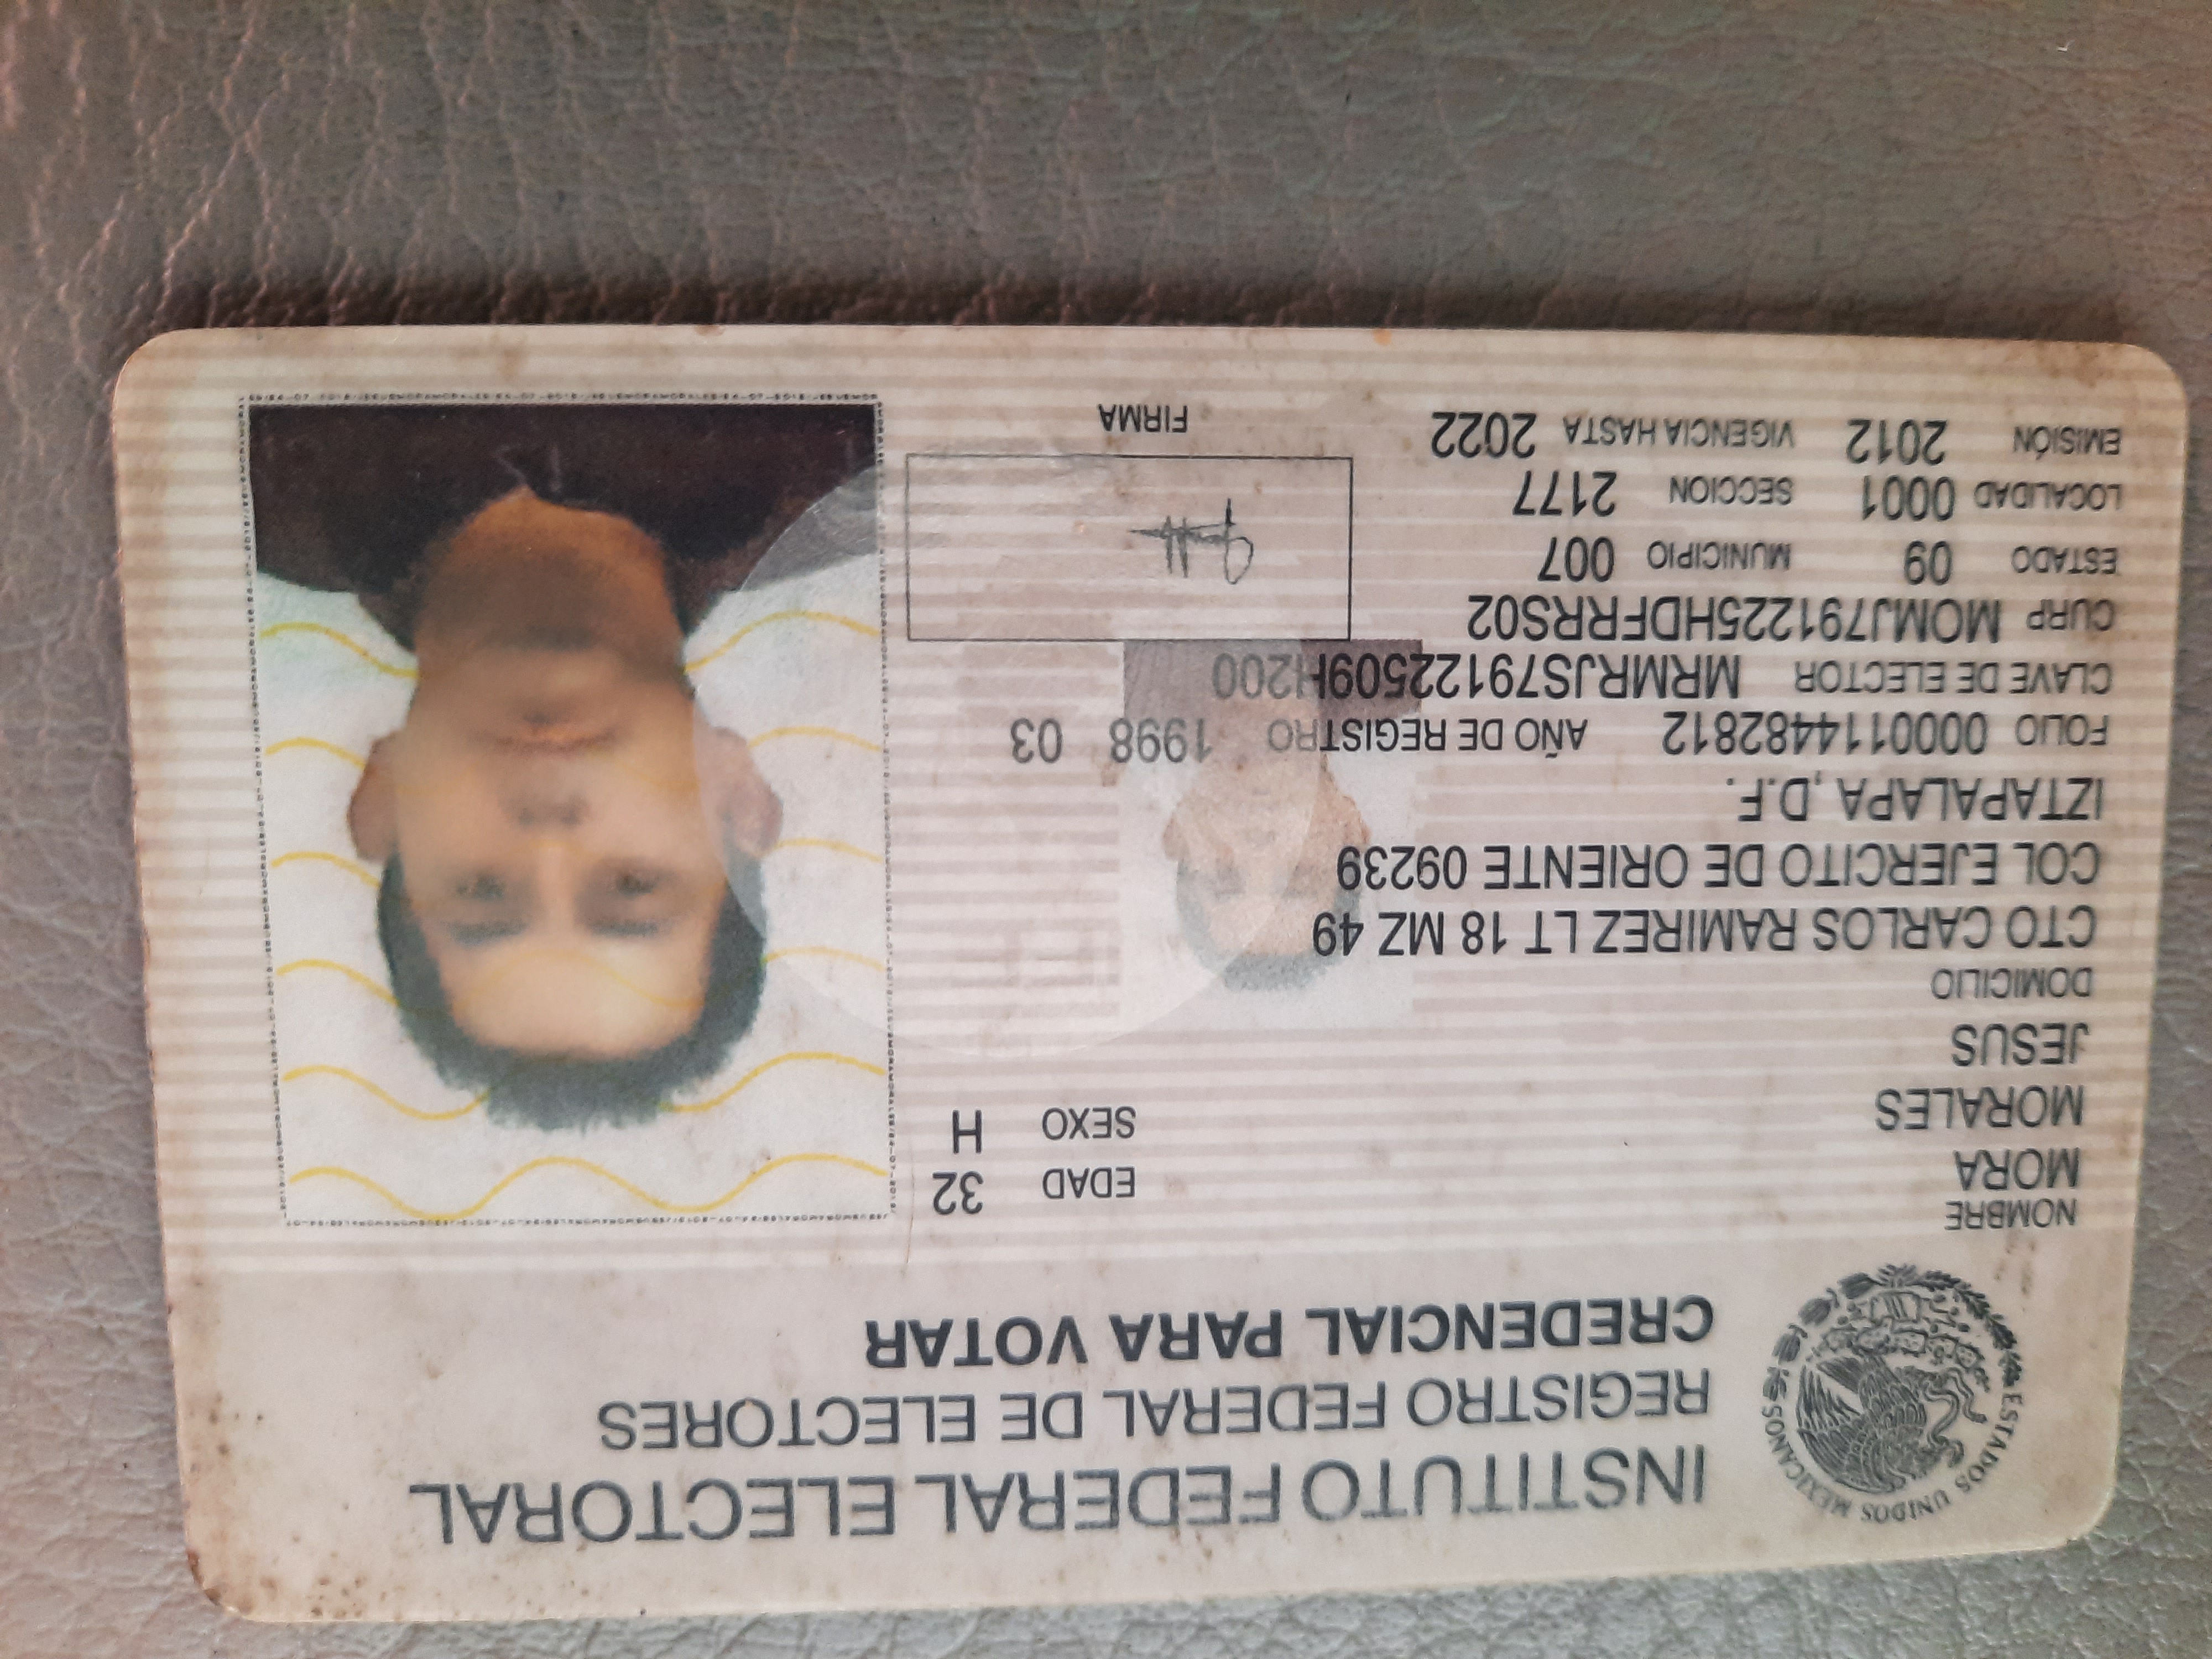 INSTITUTO FEDERAL ELECTORAL
REGISTRO FEDERAL DE ELECTORES
CREDENCIAL PARA VOTAR
ESTADOS UNIDOS MEXICANOS
NOMBRE
MORA
MORALES
JESUS
EDAD 32
SEXO H
DOMICILIO
CTO CARLOS RAMIREZ LT 18 MZ 49
COL EJERCITO DE ORIENTE 09239
IZTAPALAPA, D.F.
FOLIO 0000114482812 AÑO DE REGISTRO 1998 03
CLAVE DE ELECTOR MRMRJS79122509H200
CURP MOMJ791225HDFRRS02
ESTADO 09 MUNICIPIO 007
LOCALIDAD 0001 SECCION 2177
EMISIÓN 2012 VIGENCIA HASTA 2022
FIRMA